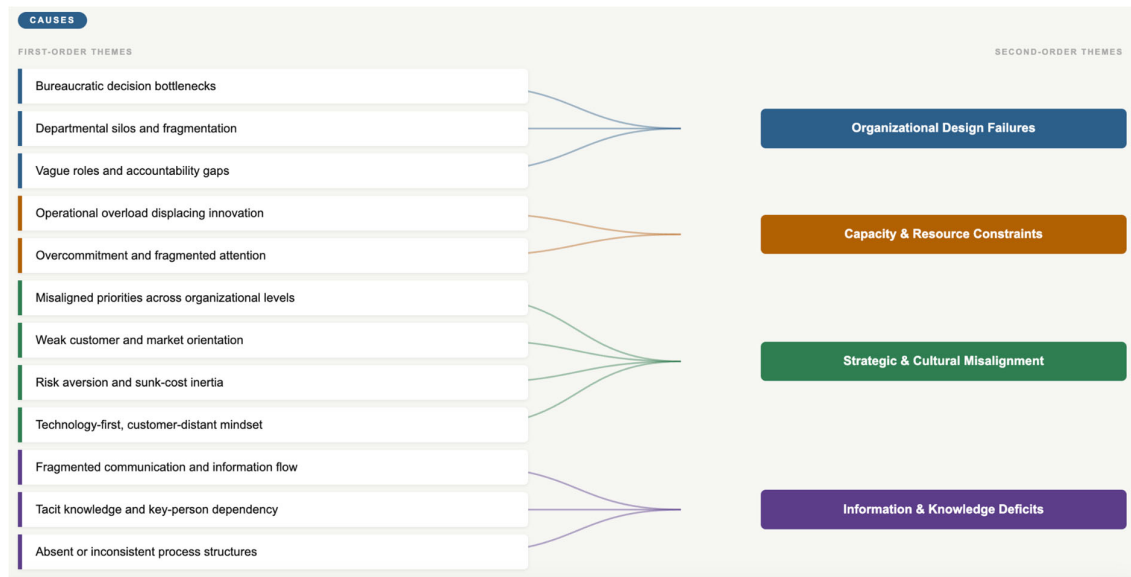 CAUSES
FIRST-ORDER THEMES
SECOND-ORDER THEMES
Bureaucratic decision bottlenecks
Departmental silos and fragmentation
Organizational Design Failures
Vague roles and accountability gaps
Operational overload displacing innovation
Capacity & Resource Constraints
Overcommitment and fragmented attention
Misaligned priorities across organizational levels
Weak customer and market orientation
Strategic & Cultural Misalignment
Risk aversion and sunk-cost inertia
Technology-first, customer-distant mindset
Fragmented communication and information flow
Tacit knowledge and key-person dependency
Information & Knowledge Deficits
Absent or inconsistent process structures